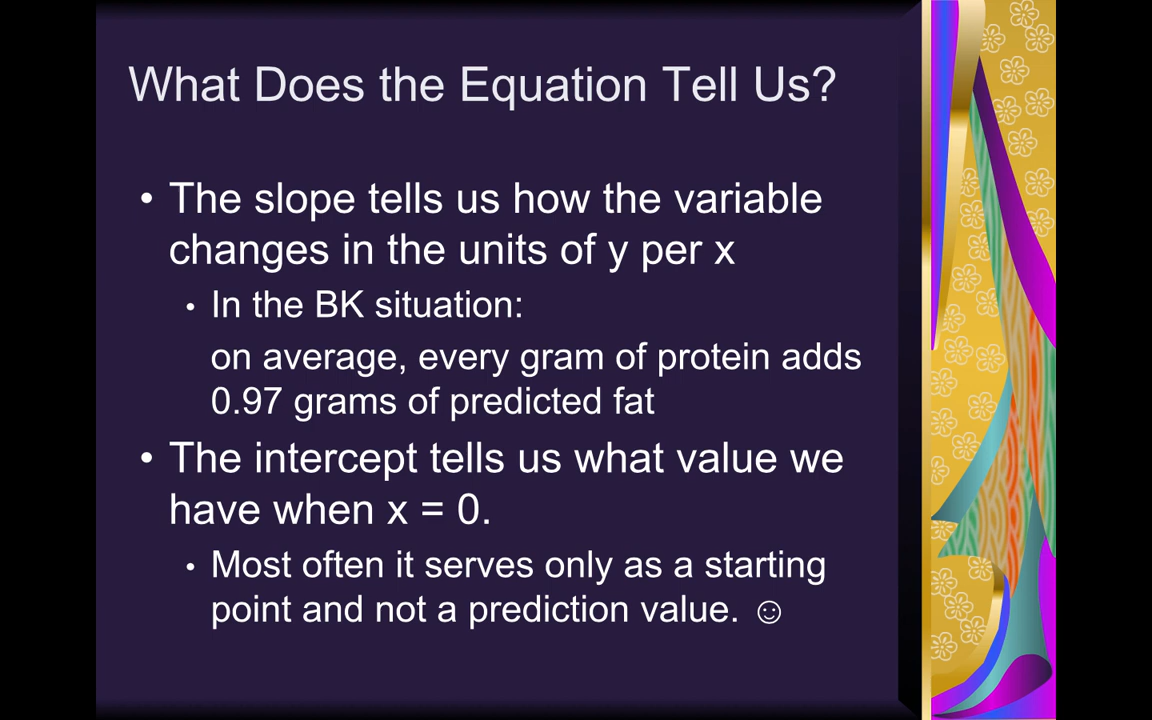 What Does the Equation Tell Us?
• The slope tells us how the variable
changes in the units of y per x
• In the BK situation:
on average, every gram of protein adds
0.97 grams of predicted fat
• The intercept tells us what value we
have when x = 0.
• Most often it serves only as a starting
point and not a prediction value. ☺